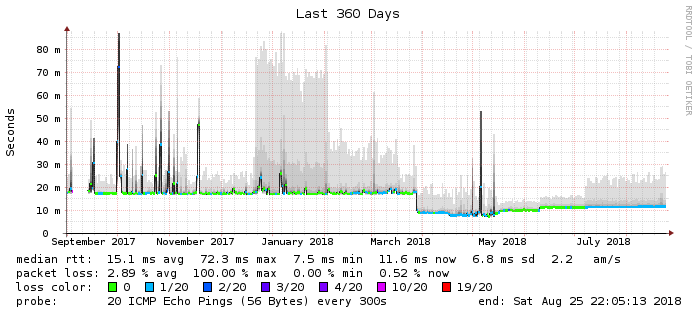 Last 360 Days
RRDTOOL / TOBI OETIKER
Seconds
80 m
70 m
60 m
50 m
40 m
30 m
20 m
10 m
0
September 2017 November 2017 January 2018 March 2018 May 2018 July 2018
median rtt: 15.1 ms avg 72.3 ms max 7.5 ms min 11.6 ms now 6.8 ms sd 2.2 am/s
packet loss: 2.89 % avg 100.00 % max 0.00 % min 0.52 % now
loss color: 0 1/20 2/20 3/20 4/20 10/20 19/20
probe: 20 ICMP Echo Pings (56 Bytes) every 300s end: Sat Aug 25 22:05:13 2018